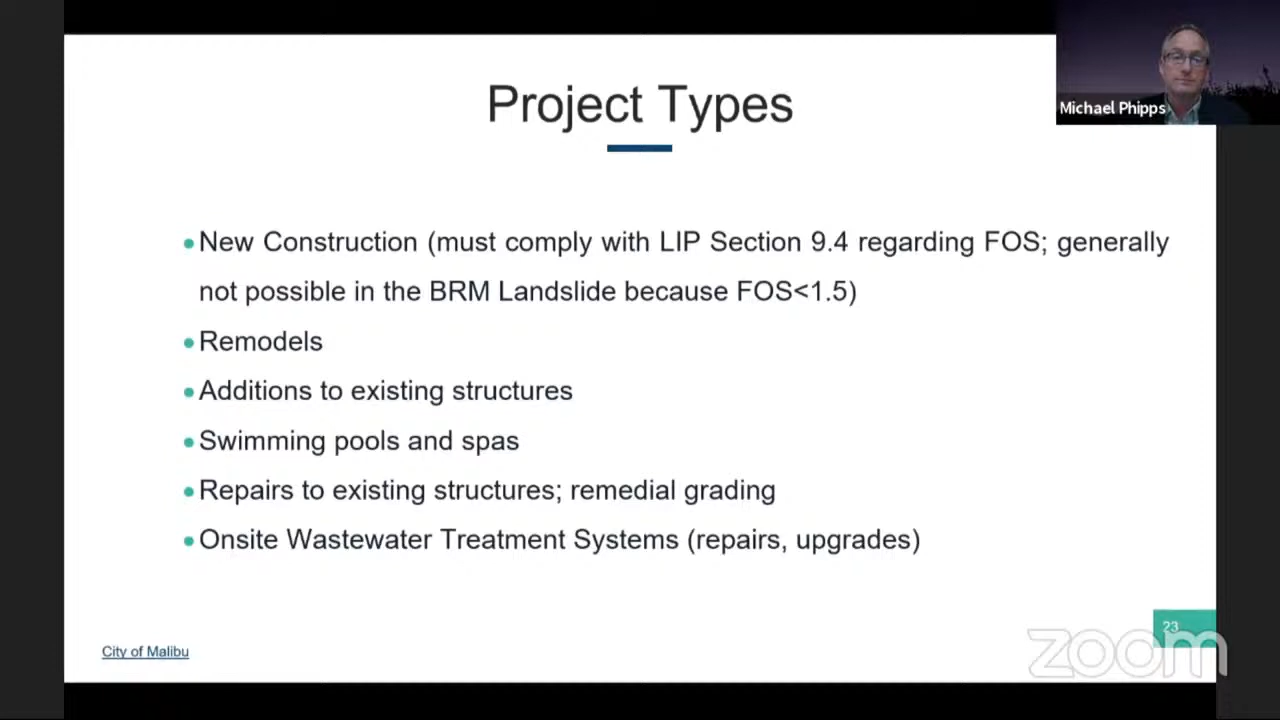 Project Types
Michael Phipps
• New Construction (must comply with LIP Section 9.4 regarding FOS; generally
not possible in the BRM Landslide because FOS<1.5)
• Remodels
• Additions to existing structures
• Swimming pools and spas
• Repairs to existing structures; remedial grading
• Onsite Wastewater Treatment Systems (repairs, upgrades)
23
City of Malibu
zoom